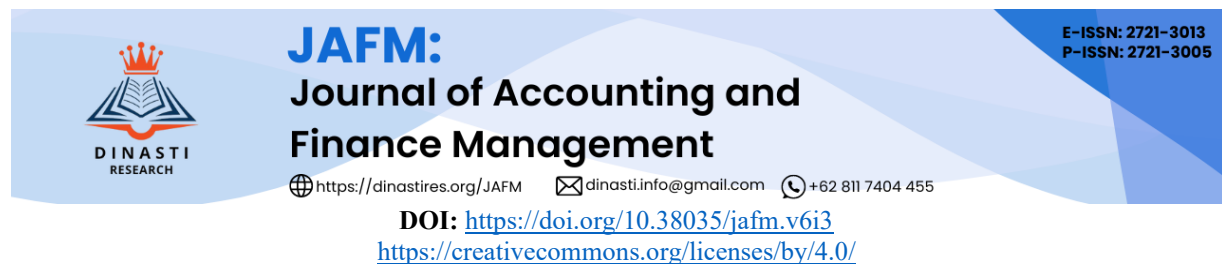 JAFM:
E-ISSN: 2721-3013
P-ISSN: 2721-3005
Journal of Accounting and
Finance Management
DINASTI
RESEARCH
https://dinastires.org/JAFM dinasti.info@gmail.com +62 811 7404 455
DOI: https://doi.org/10.38035/jafm.v6i3
https://creativecommons.org/licenses/by/4.0/